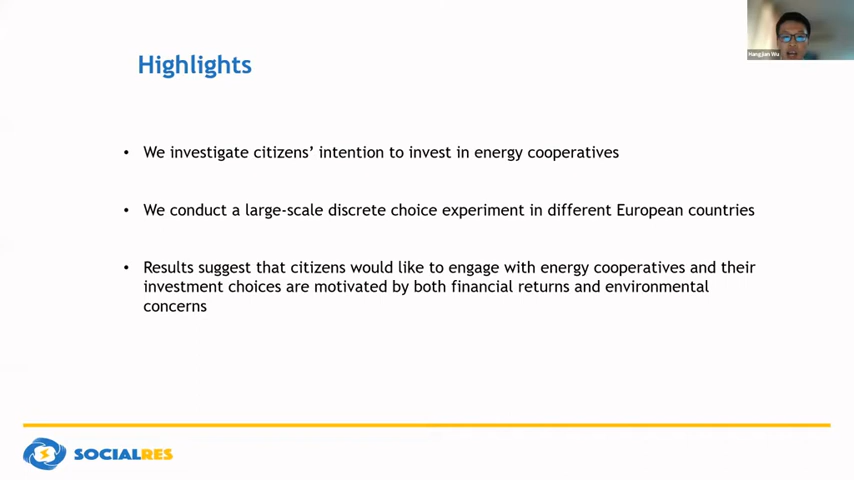 Hangjian Wu
Highlights
• We investigate citizens' intention to invest in energy cooperatives
• We conduct a large-scale discrete choice experiment in different European countries
• Results suggest that citizens would like to engage with energy cooperatives and their
investment choices are motivated by both financial returns and environmental
concerns
SOCIALRES